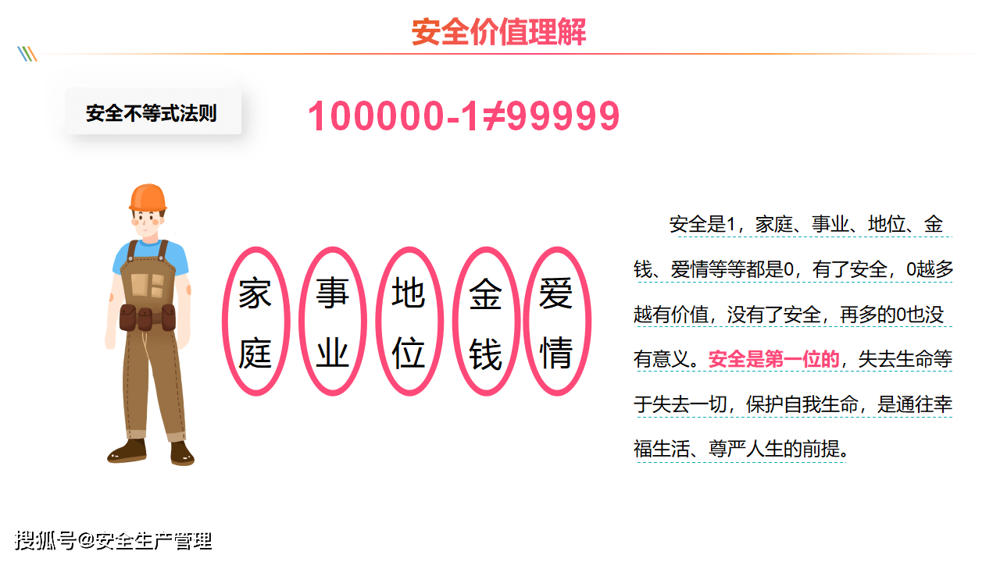 安全价值理解
安全不等式法则
100000-1≠99999
家庭
事业
地位
金钱
爱情
安全是1，家庭、事业、地位、金
钱、爱情等等都是0，有了安全，0越多
越有价值，没有了安全，再多的0也没
有意义。安全是第一位的，失去生命等
于失去一切，保护自我生命，是通往幸
福生活、尊严人生的前提。
搜狐号@安全生产管理